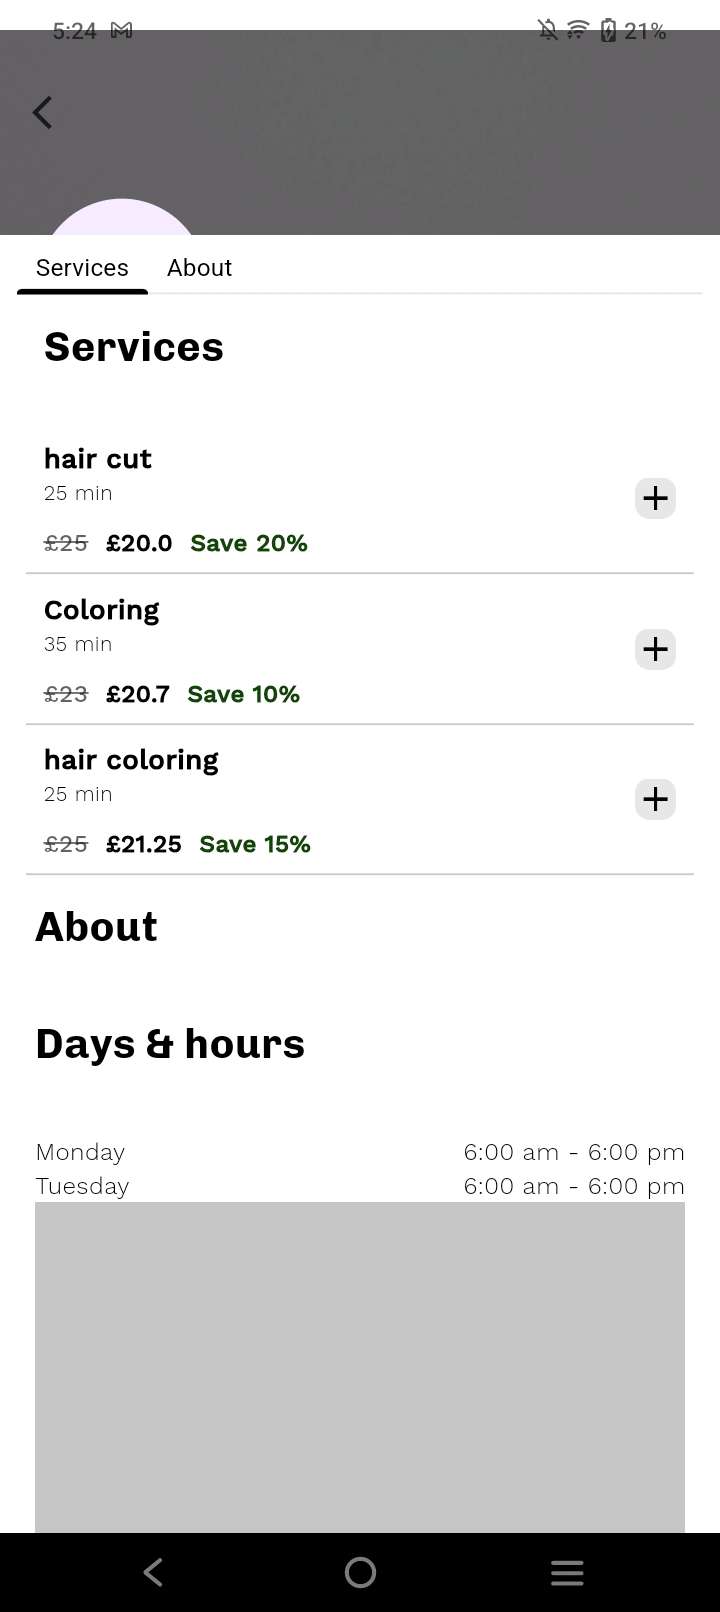 5:24 21%
Services About
Services
hair cut
25 min
£25 £20.0 Save 20%
Coloring
35 min
£23 £20.7 Save 10%
hair coloring
25 min
£25 £21.25 Save 15%
About
Days & hours
Monday 6:00 am - 6:00 pm
Tuesday 6:00 am - 6:00 pm